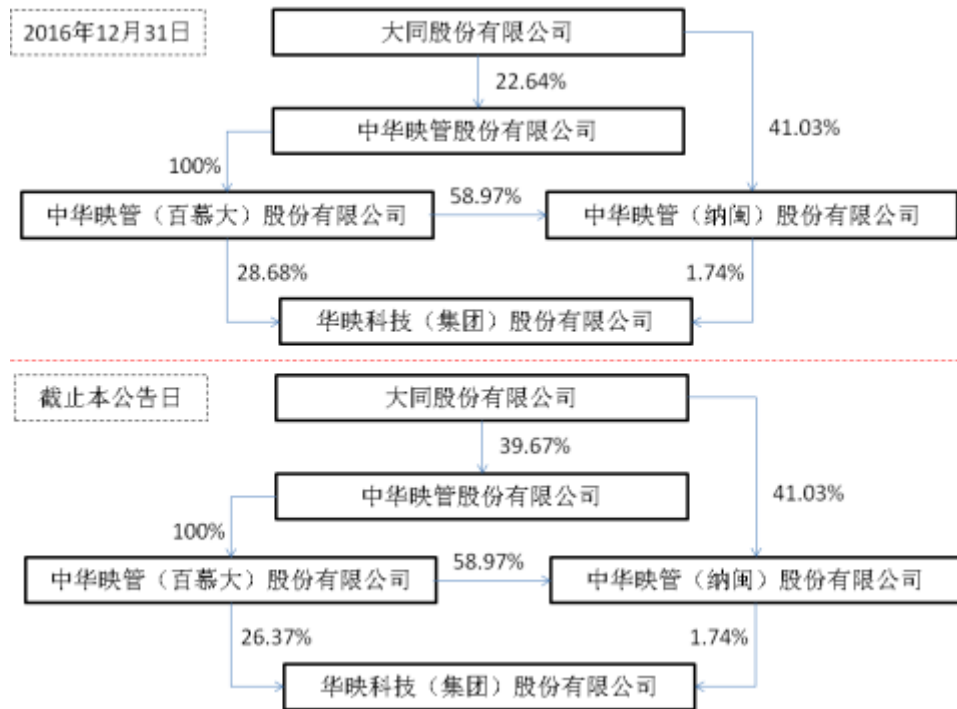 2016年12月31日
大同股份有限公司
22.64%
中华映管股份有限公司
41.03%
100%
中华映管（百慕大）股份有限公司
58.97%
中华映管（纳闽）股份有限公司
28.68%
1.74%
华映科技（集团）股份有限公司
截止本公告日
大同股份有限公司
39.67%
中华映管股份有限公司
41.03%
100%
中华映管（百慕大）股份有限公司
58.97%
中华映管（纳闽）股份有限公司
26.37%
1.74%
华映科技（集团）股份有限公司